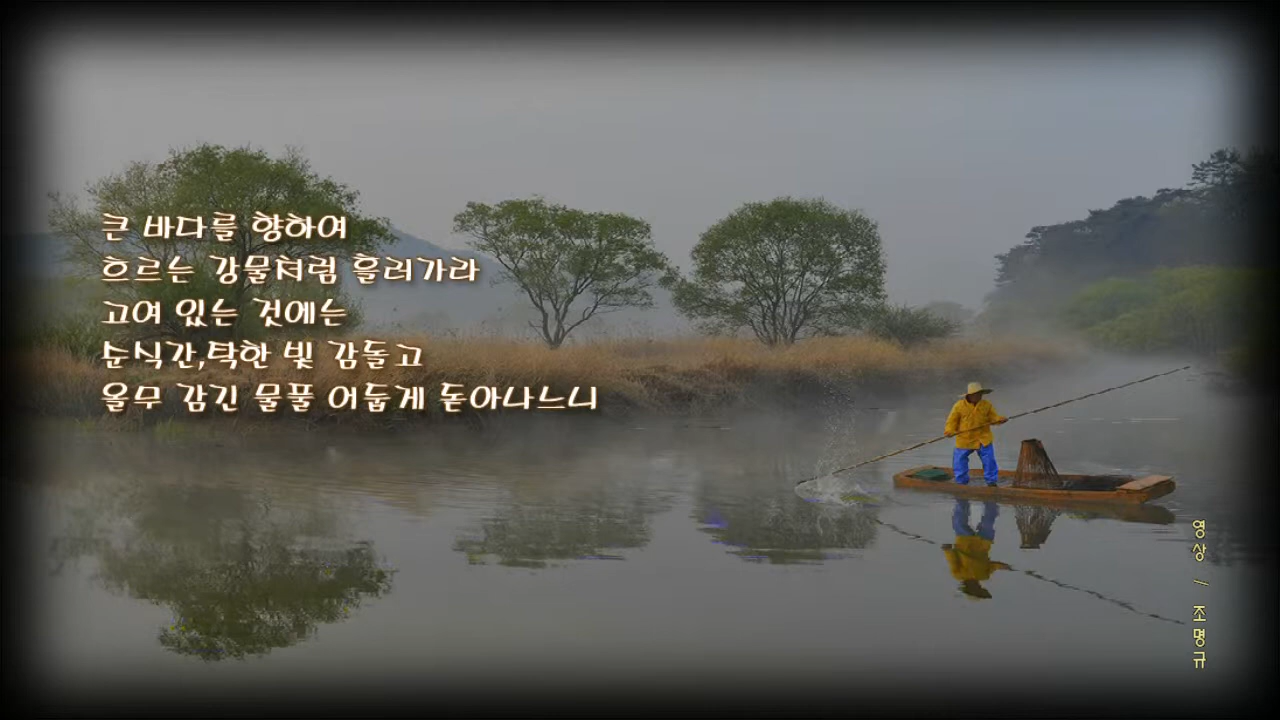 큰 바다를 향하여
흐르는 강물처럼 흘러가라
고여 있는 것에는
순식간,탁한 빛 감돌고
올무 감긴 물풀 어둡게 돋아나느니
영상 / 조명규